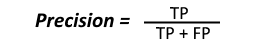 Precision = TP / TP + FP